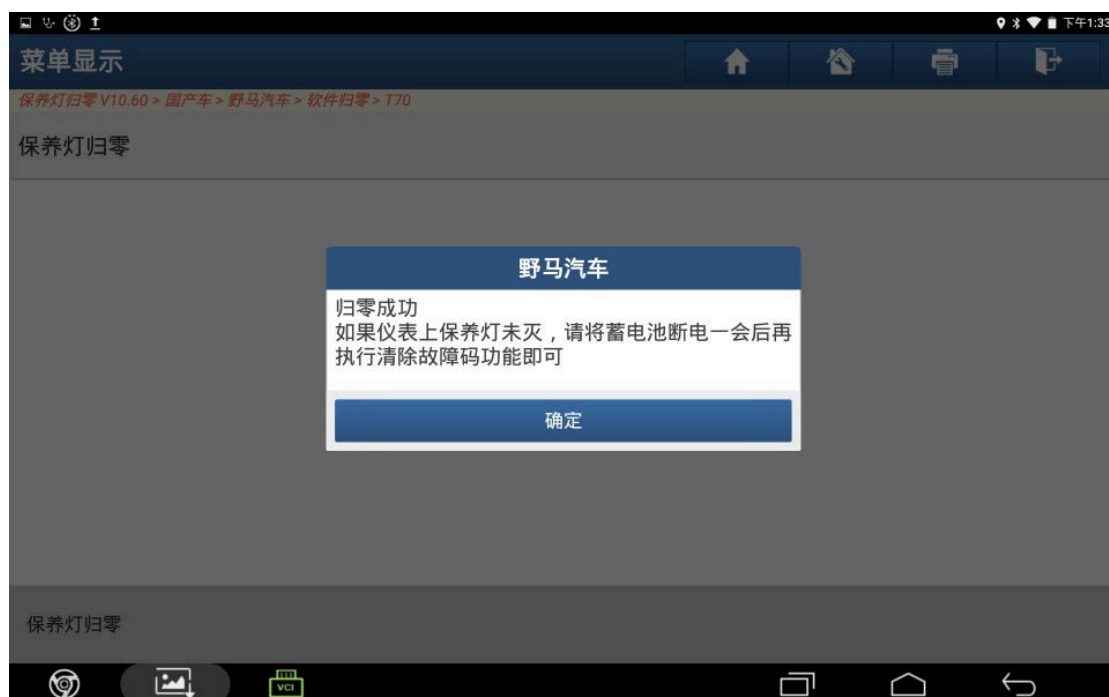 下午1:33
菜单显示
保养灯归零 V10.60 > 国产车 > 野马汽车 > 软件归零 > T70
保养灯归零
野马汽车
归零成功
如果仪表上保养灯未灭，请将蓄电池断电一会后再
执行清除故障码功能即可
确定
保养灯归零
VCI